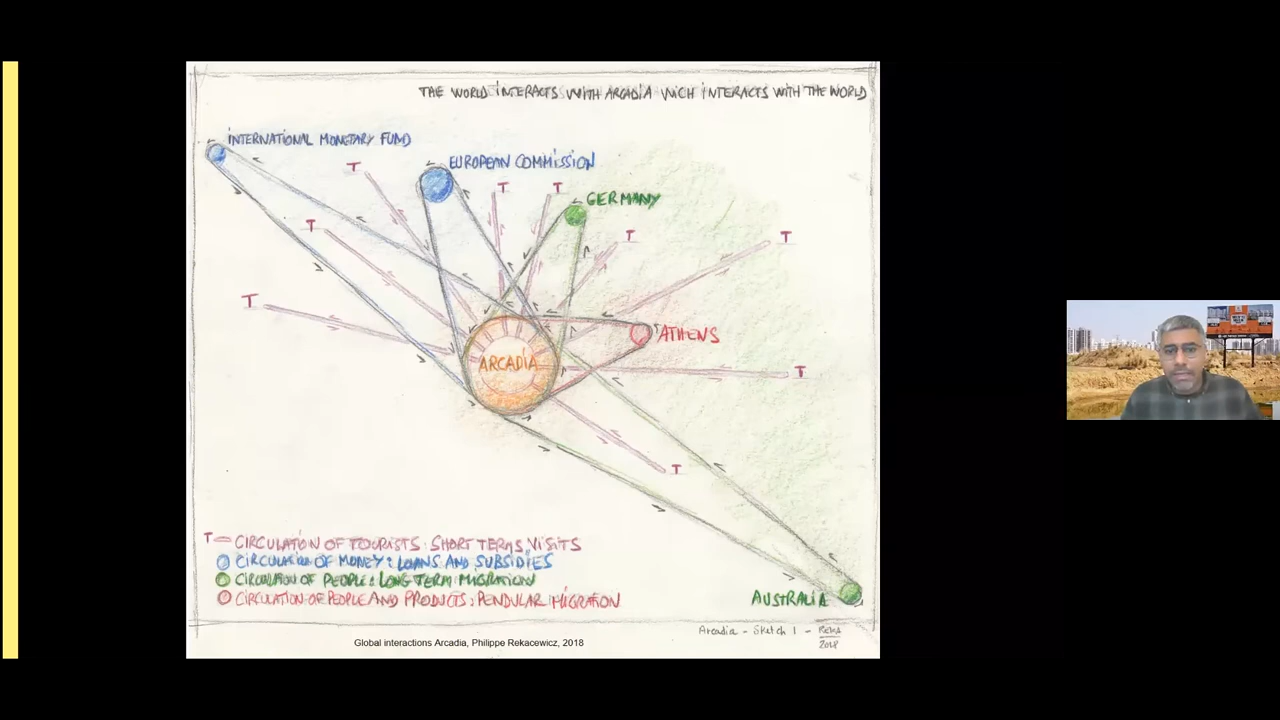 THE WORLD INTERACTS WITH ARCADIA WICH INTERACTS WITH THE WORLD
INTERNATIONAL MONETARY FUND
EUROPEAN COMMISSION
T
T
T
GERMANY
T
T
T
T
ATHENS
ARCADIA
T
T
T CIRCULATION OF TOURISTS: SHORT TERMS VISITS
CIRCULATION OF MONEY: LOANS AND SUBSIDIES
CIRCULATION OF PEOPLE: LONG TERM MIGRATION
CIRCULATION OF PEOPLE AND PRODUCTS: PENDULAR MIGRATION
AUSTRALIA
Arcadia - Sketch 1 - Reka
2018
Global interactions Arcadia, Philippe Rekacewicz, 2018